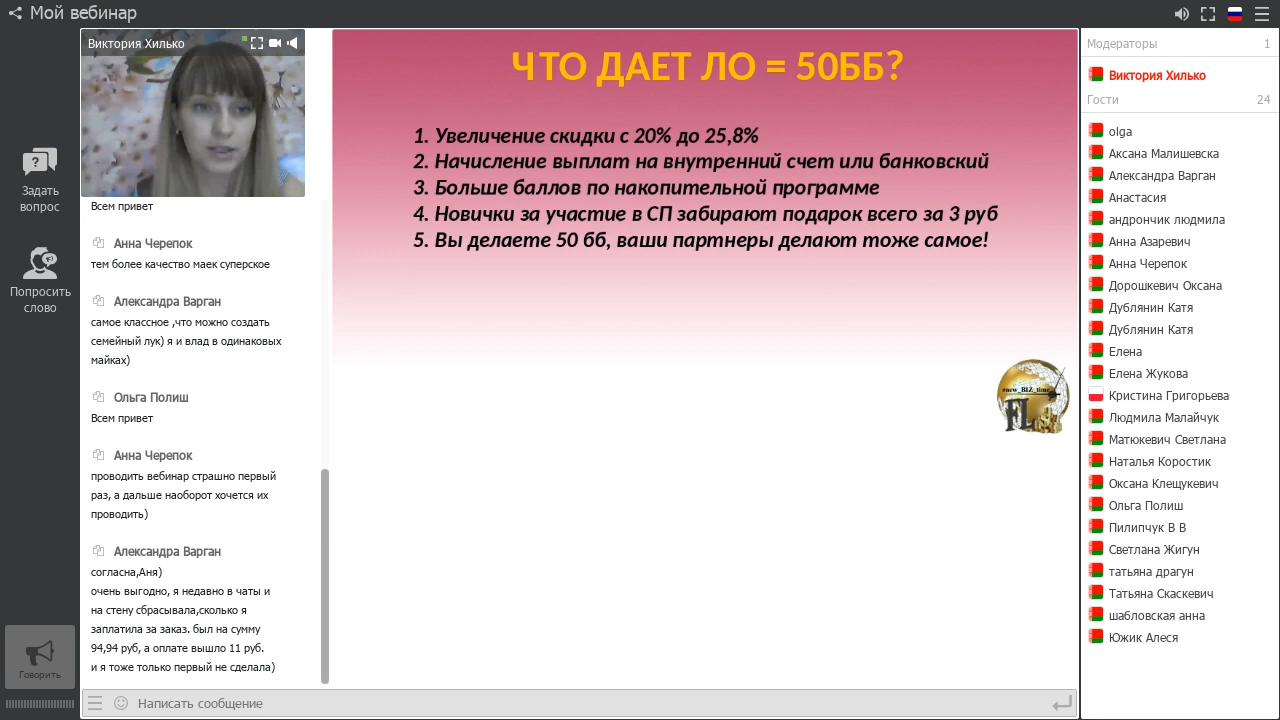 Мой вебинар
Задать
вопрос
Попросить
слово
Говорить
Виктория Хилько
Всем привет
Анна Черепок
тем более качество маек суперское
Александра Варган
самое классное ,что можно создать
семейный лук) я и влад в одинаковых
майках)
Ольга Полиш
Всем привет
Анна Черепок
проводить вебинар страшно первый
раз, а дальше наоборот хочется их
проводить)
Александра Варган
согласна,Аня)
очень выгодно, я недавно в чаты и
на стену сбрасывала,сколько я
заплатила за заказ. был на сумму
94,94 руб, а оплате вышло 11 руб.
и я тоже только первый не сделала)
Написать сообщение
ЧТО ДАЕТ ЛО = 50ББ?
1. Увеличение скидки с 20% до 25,8%
2. Начисление выплат на внутренний счет или банковский
3. Больше баллов по накопительной программе
4. Новички за участие в СП забирают подарок всего за 3 руб
5. Вы делаете 50 бб, ваши партнеры делают тоже самое!
#new_BIZ_time
FL
Модераторы 1
Виктория Хилько
Гости 24
olga
Аксана Малишевска
Александра Варган
Анастасия
андрончик людмила
Анна Азаревич
Анна Черепок
Дорошкевич Оксана
Дублянин Катя
Дублянин Катя
Елена
Елена Жукова
Кристина Григорьева
Людмила Малайчук
Матюкевич Светлана
Наталья Коростик
Оксана Клещукевич
Ольга Полиш
Пилипчук В В
Светлана Жигун
татьяна драгун
Татьяна Скаскевич
шабловская анна
Южик Алеся